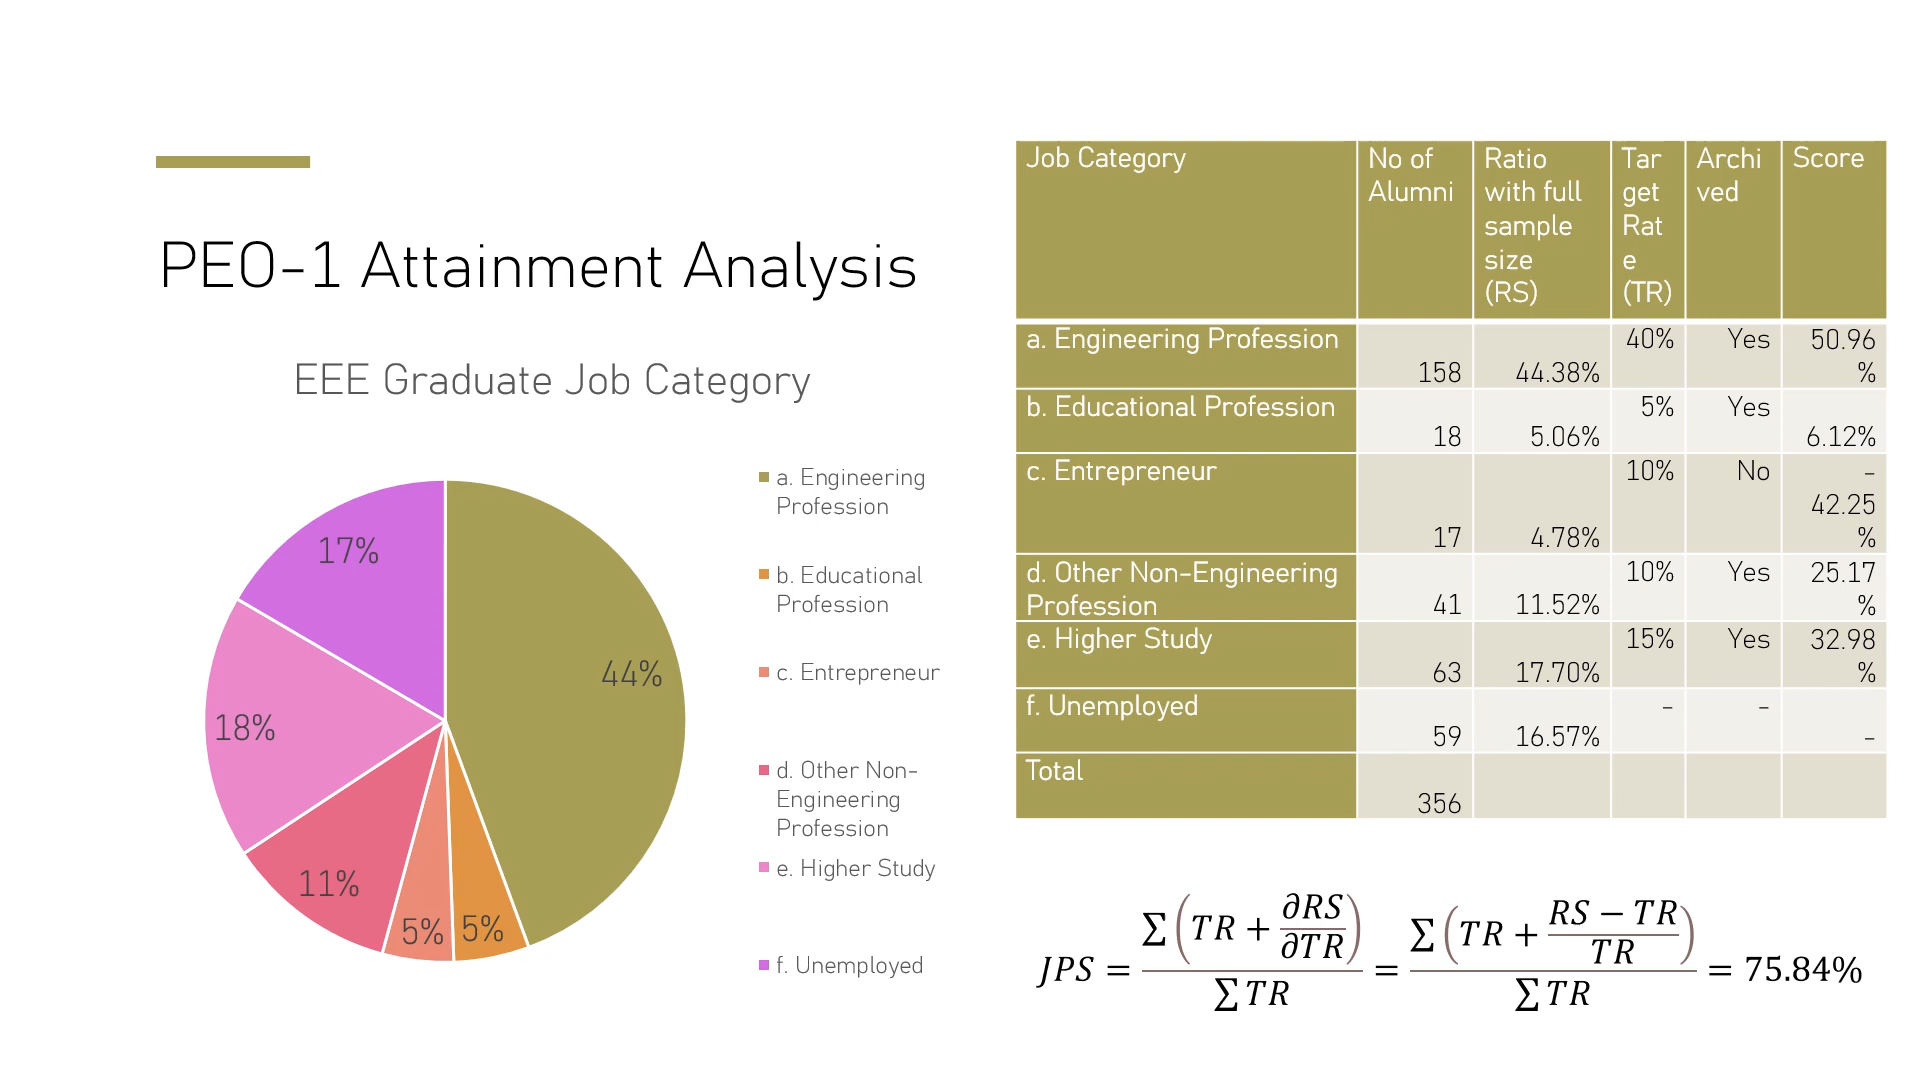 PEO-1 Attainment Analysis
EEE Graduate Job Category
44%
5%
5%
11%
18%
17%
a. Engineering
Profession
b. Educational
Profession
c. Entrepreneur
d. Other Non-
Engineering
Profession
e. Higher Study
f. Unemployed
Job Category
No of
Alumni
Ratio
with full
sample
size
(RS)
Tar
get
Rat
e
(TR)
Archi
ved
Score
a. Engineering Profession
158
44.38%
40%
Yes
50.96
%
b. Educational Profession
18
5.06%
5%
Yes
6.12%
c. Entrepreneur
17
4.78%
10%
No
-
42.25
%
d. Other Non-Engineering
Profession
41
11.52%
10%
Yes
25.17
%
e. Higher Study
63
17.70%
15%
Yes
32.98
%
f. Unemployed
59
16.57%
-
-
-
Total
356
JPS = ∑(TR + ∂RS/∂TR) / ∑TR = ∑(TR + (RS − TR)/TR) / ∑TR = 75.84%